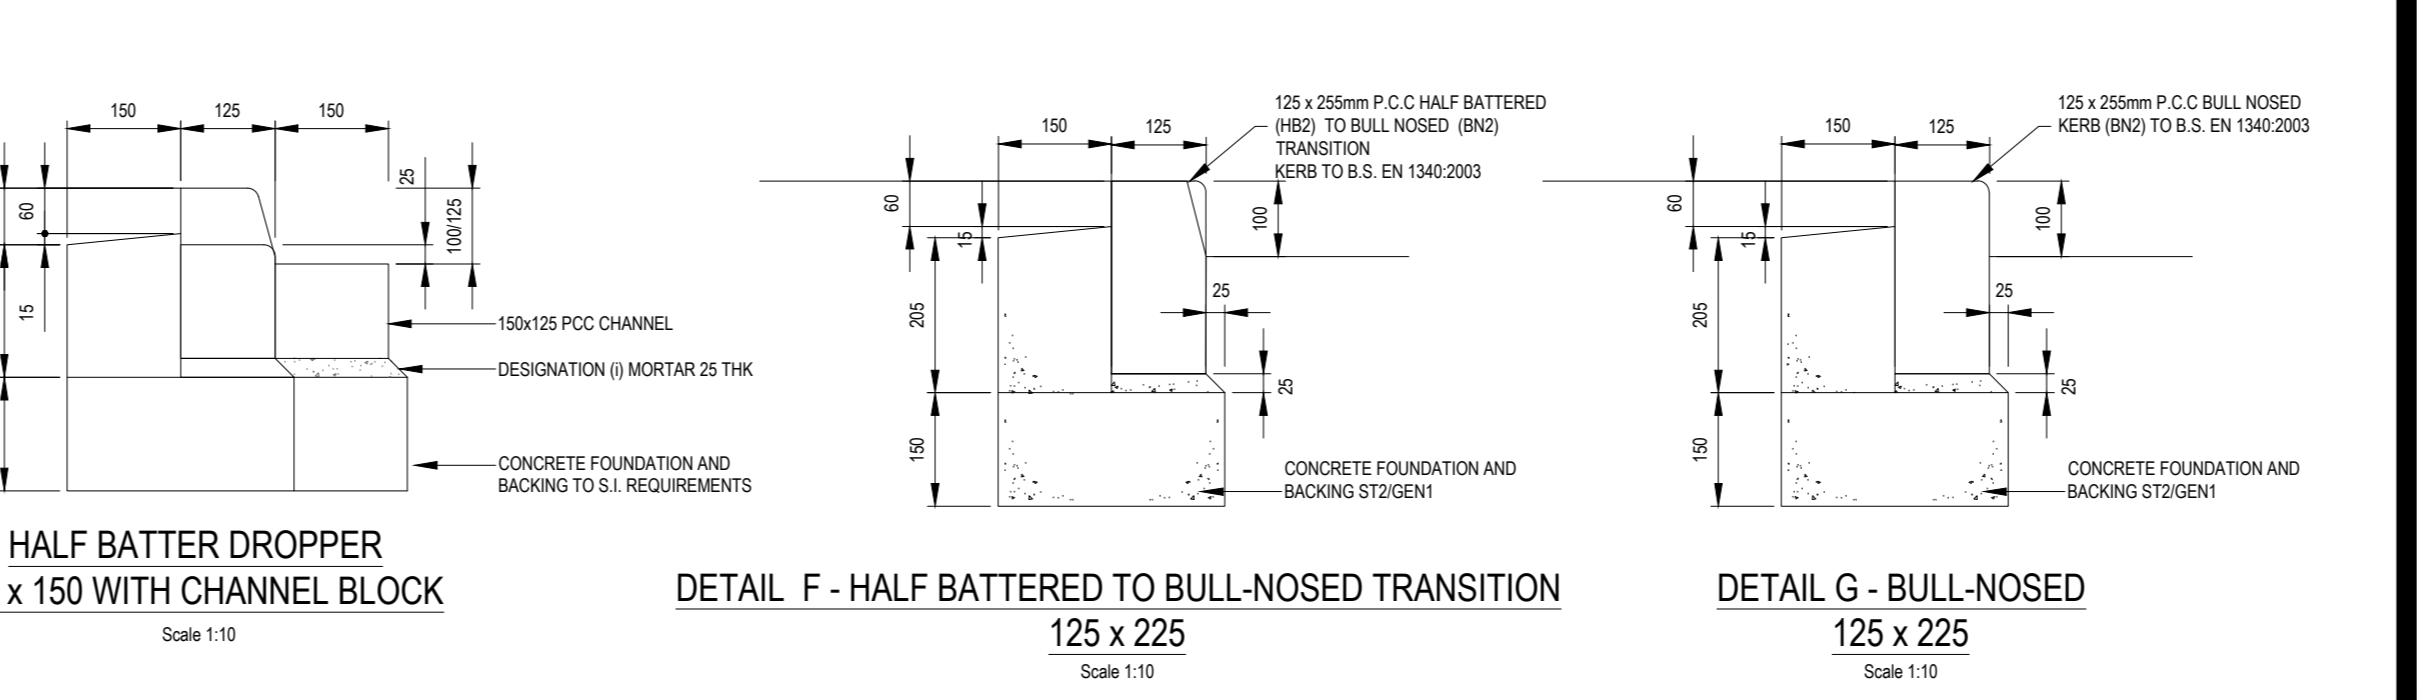 150
125
150
60
15
25
100/125
150x125 PCC CHANNEL
DESIGNATION (i) MORTAR 25 THK
CONCRETE FOUNDATION AND
BACKING TO S.I. REQUIREMENTS
HALF BATTER DROPPER
x 150 WITH CHANNEL BLOCK
Scale 1:10
125 x 255mm P.C.C HALF BATTERED
(HB2) TO BULL NOSED (BN2)
TRANSITION
KERB TO B.S. EN 1340:2003
150
125
60
15
100
205
25
25
150
CONCRETE FOUNDATION AND
BACKING ST2/GEN1
DETAIL F - HALF BATTERED TO BULL-NOSED TRANSITION
125 x 225
Scale 1:10
125 x 255mm P.C.C BULL NOSED
KERB (BN2) TO B.S. EN 1340:2003
150
125
60
15
100
205
25
25
150
CONCRETE FOUNDATION AND
BACKING ST2/GEN1
DETAIL G - BULL-NOSED
125 x 225
Scale 1:10